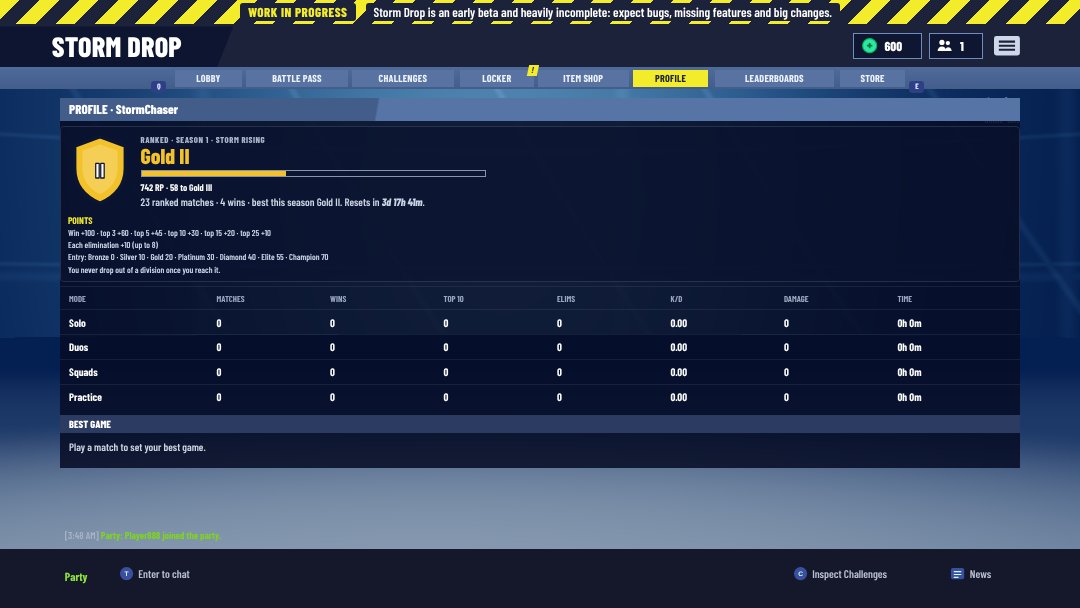 WORK IN PROGRESS Storm Drop is an early beta and heavily incomplete: expect bugs, missing features and big changes.
STORM DROP 600 1
Q LOBBY BATTLE PASS CHALLENGES LOCKER ! ITEM SHOP PROFILE LEADERBOARDS STORE E
PROFILE · StormChaser
RANKED · SEASON 1 · STORM RISING
II Gold II
742 RP · 58 to Gold III
23 ranked matches · 4 wins · best this season Gold II. Resets in 3d 17h 41m.
POINTS
Win +100 · top 3 +60 · top 5 +45 · top 10 +30 · top 15 +20 · top 25 +10
Each elimination +10 (up to 8)
Entry: Bronze 0 · Silver 10 · Gold 20 · Platinum 30 · Diamond 40 · Elite 55 · Champion 70
You never drop out of a division once you reach it.
MODE MATCHES WINS TOP 10 ELIMS K/D DAMAGE TIME
Solo 0 0 0 0 0.00 0 0h 0m
Duos 0 0 0 0 0.00 0 0h 0m
Squads 0 0 0 0 0.00 0 0h 0m
Practice 0 0 0 0 0.00 0 0h 0m
BEST GAME
Play a match to set your best game.
[3:48 AM] Party: Player888 joined the party.
Party T Enter to chat C Inspect Challenges News